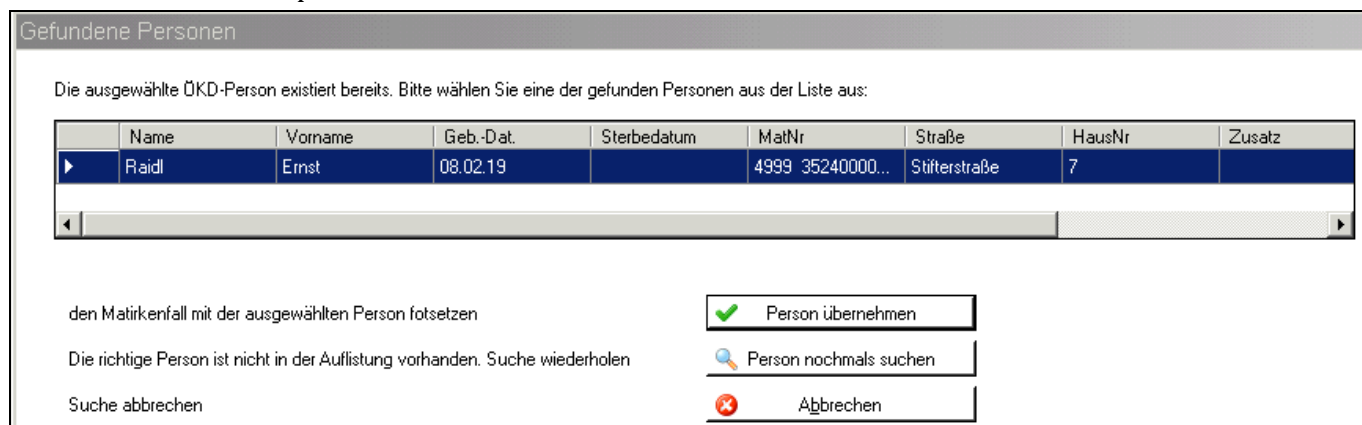 Gefundene Personen
Die ausgewählte ÖKD-Person existiert bereits. Bitte wählen Sie eine der gefunden Personen aus der Liste aus:
Name Vorname Geb.-Dat. Sterbedatum MatNr Straße HausNr Zusatz
Raidl Ernst 08.02.19 4999 35240000... Stifterstraße 7
den Matirkenfall mit der ausgewählten Person fotsetzen Person übernehmen
Die richtige Person ist nicht in der Auflistung vorhanden. Suche wiederholen Person nochmals suchen
Suche abbrechen Abbrechen